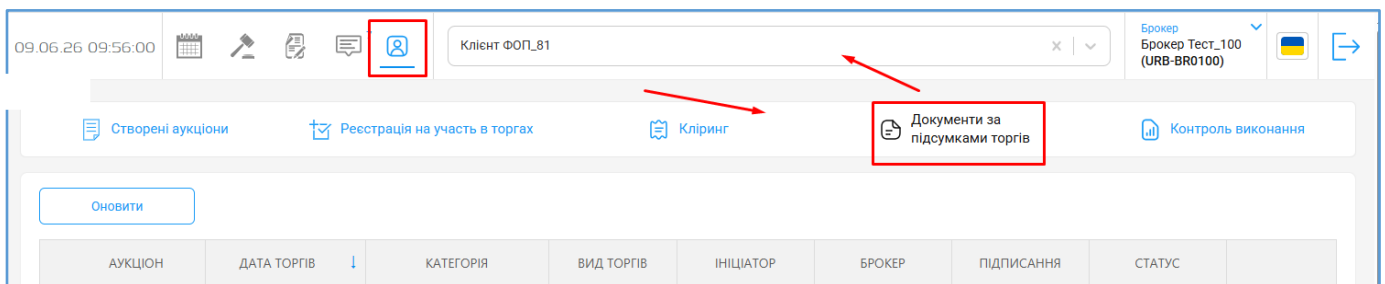 09.06.26 09:56:00
Клієнт ФОП_81
Брокер
Брокер Тест_100
(URB-BR0100)
Створені аукціони
Реєстрація на участь в торгах
Кліринг
Документи за
підсумками торгів
Контроль виконання
Оновити
АУКЦІОН ДАТА ТОРГІВ ↓ КАТЕГОРІЯ ВИД ТОРГІВ ІНІЦІАТОР БРОКЕР ПІДПИСАННЯ СТАТУС